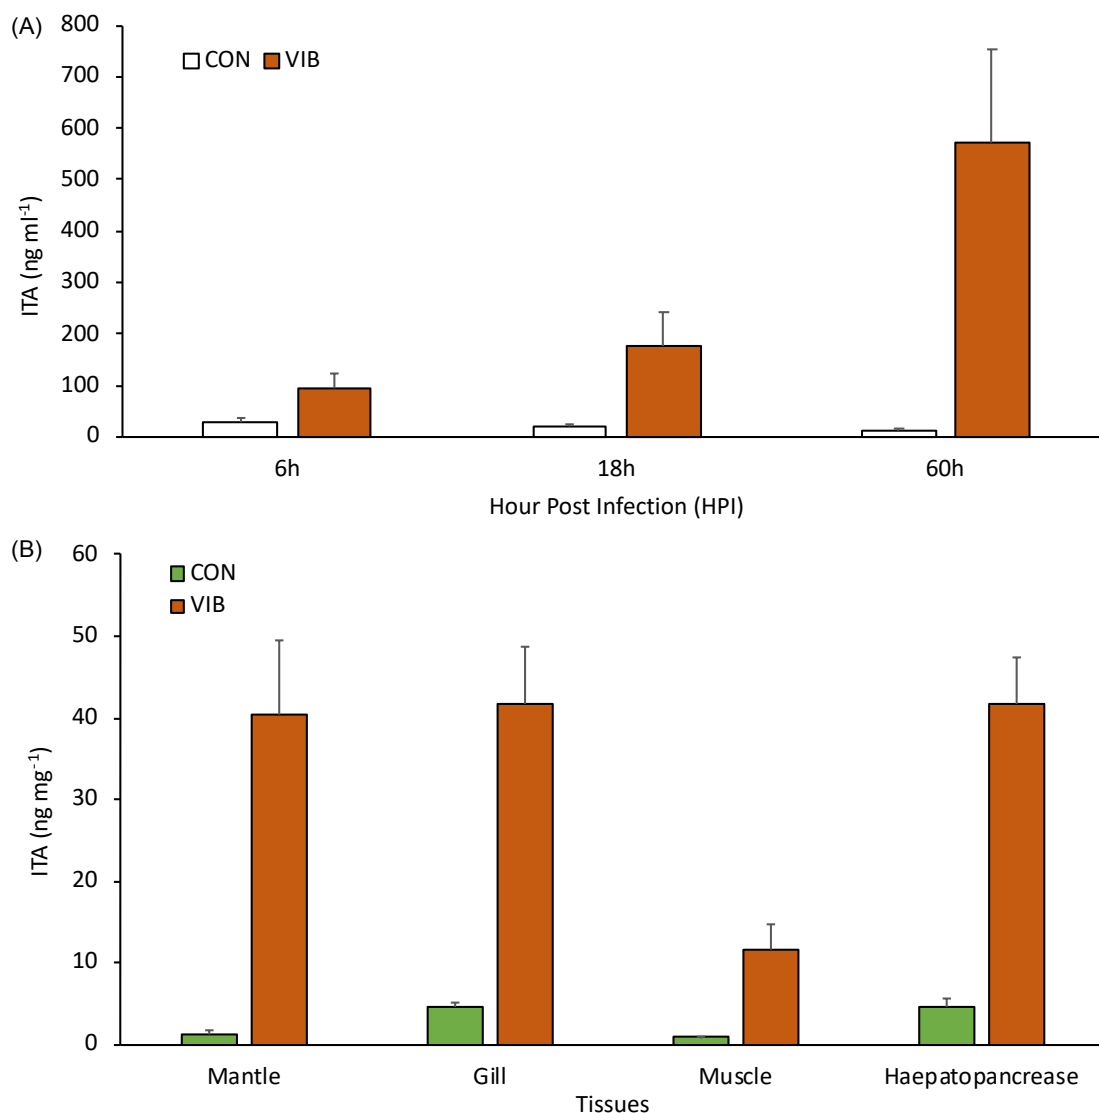 (A)
800
700
600
500
400
300
200
100
0
ITA (ng ml-1)
CON VIB
6h 18h 60h
Hour Post Infection (HPI)
(B)
60
50
40
30
20
10
0
ITA (ng mg-1)
CON
VIB
Mantle Gill Muscle Haepatopancrease
Tissues